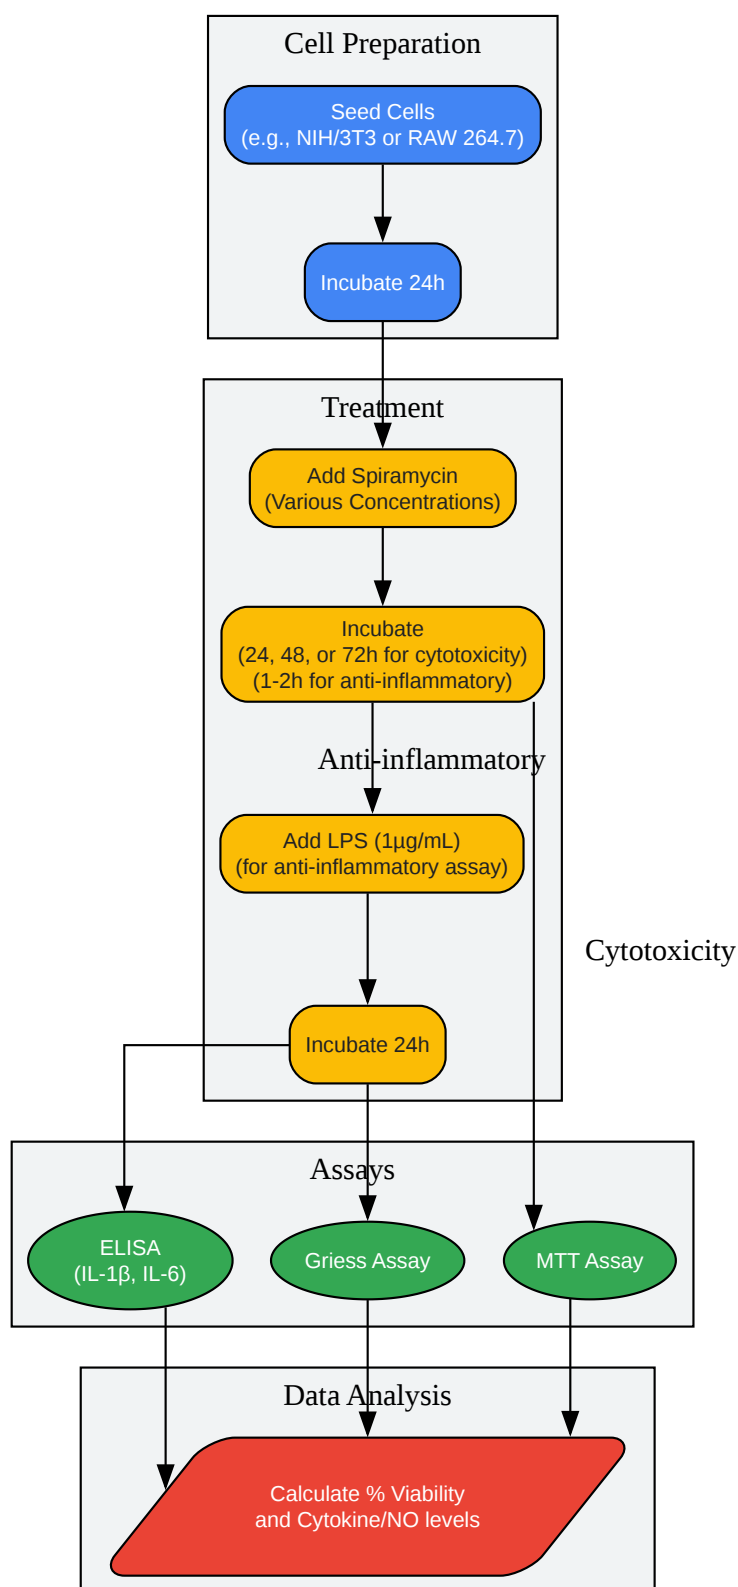 Cell Preparation
Seed Cells
(e.g., NIH/3T3 or RAW 264.7)
Incubate 24h
Treatment
Add Spiramycin
(Various Concentrations)
Incubate
(24, 48, or 72h for cytotoxicity)
(1-2h for anti-inflammatory)
Anti-inflammatory
Add LPS (1µg/mL)
(for anti-inflammatory assay)
Cytotoxicity
Incubate 24h
Assays
ELISA
(IL-1β, IL-6)
Griess Assay
MTT Assay
Data Analysis
Calculate % Viability
and Cytokine/NO levels